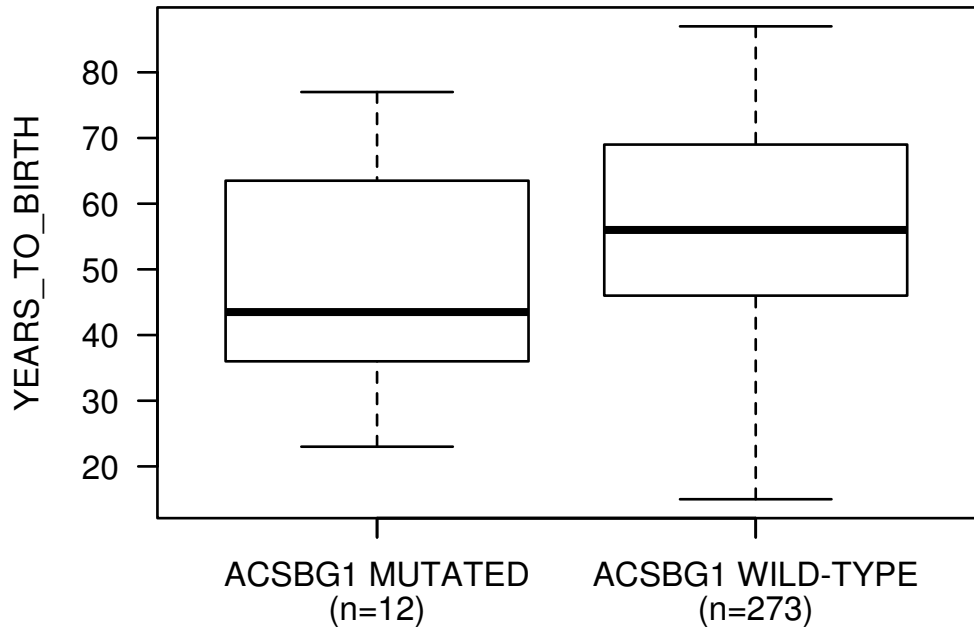 YEARS_TO_BIRTH
80
70
60
50
40
30
20
ACSBG1 MUTATED
(n=12)
ACSBG1 WILD-TYPE
(n=273)